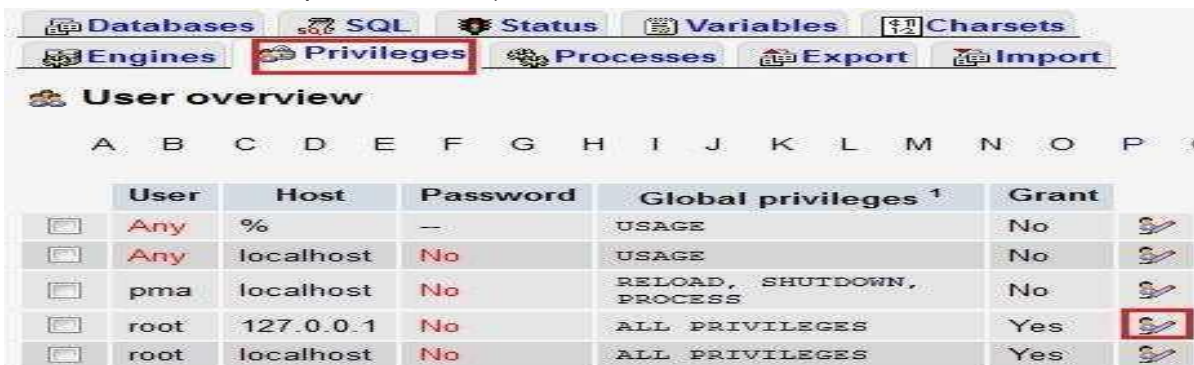 Databases SQL Status Variables Charsets
Engines Privileges Processes Export Import
User overview
A B C D E F G H I J K L M N O P
User Host Password Global privileges 1 Grant
Any % -- USAGE No
Any localhost No USAGE No
pma localhost No RELOAD, SHUTDOWN,
PROCESS No
root 127.0.0.1 No ALL PRIVILEGES Yes
root localhost No ALL PRIVILEGES Yes